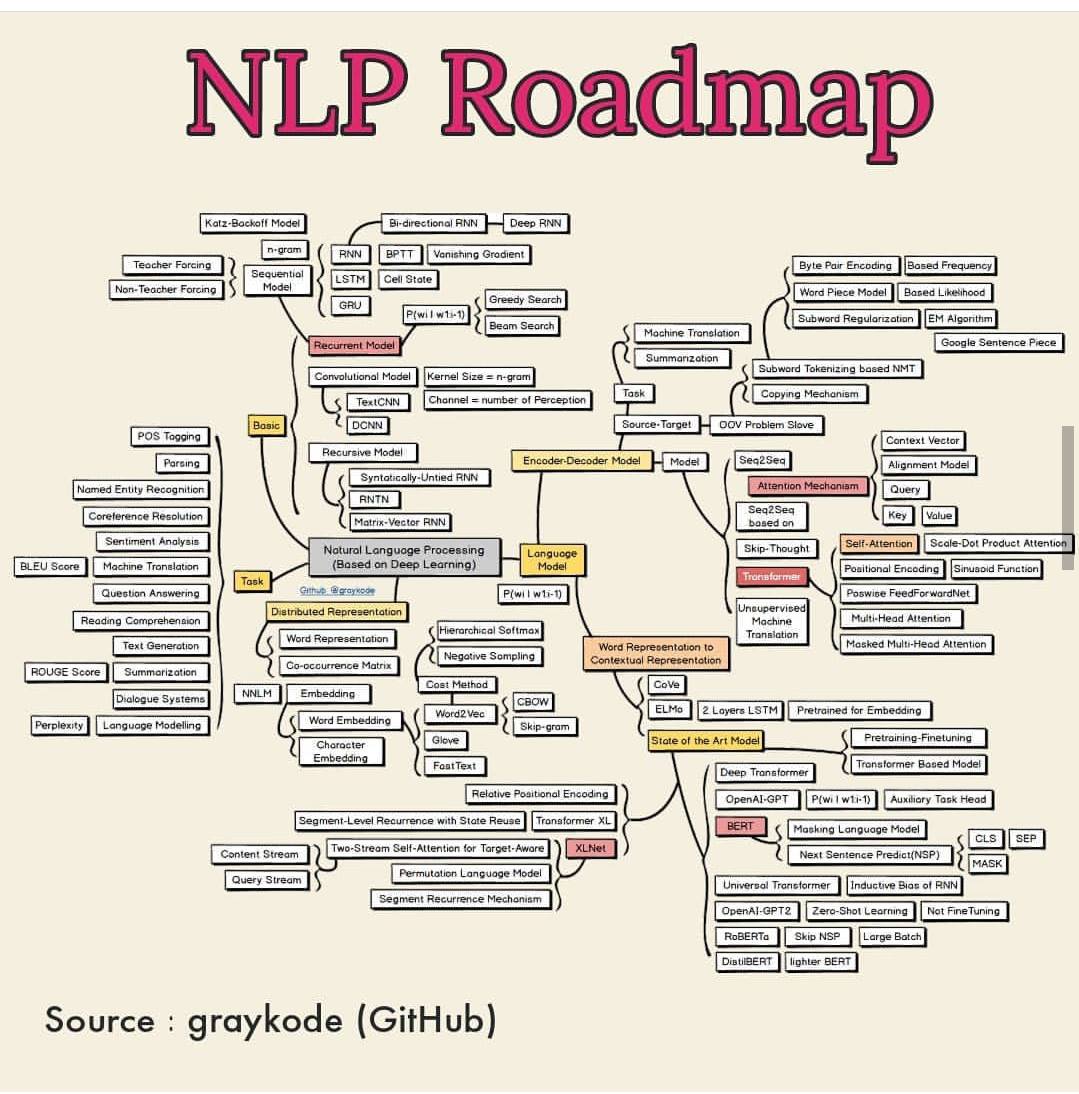 NLP Roadmap
Katz-Backoff Model
n-gram
Teacher Forcing
Non-Teacher Forcing
Sequential
Model
Bi-directional RNN
Deep RNN
RNN
BPTT
Vanishing Gradient
LSTM
Cell State
GRU
P(wi | w1:i-1)
Greedy Search
Beam Search
Recurrent Model
Convolutional Model
Kernel Size = n-gram
TextCNN
Channel = number of Perception
DCNN
Basic
Recursive Model
Syntatically-Untied RNN
RNTN
Matrix-Vector RNN
Natural Language Processing
(Based on Deep Learning)
Github @graykode
Task
POS Tagging
Parsing
Named Entity Recognition
Coreference Resolution
Sentiment Analysis
BLEU Score
Machine Translation
Question Answering
Reading Comprehension
Text Generation
ROUGE Score
Summarization
Dialogue Systems
Perplexity
Language Modelling
Distributed Representation
Word Representation
Co-occurrence Matrix
NNLM
Embedding
Word Embedding
Character
Embedding
Hierarchical Softmax
Negative Sampling
Cost Method
Word2Vec
CBOW
Skip-gram
Glove
FastText
Language
Model
P(wi | w1:i-1)
Encoder-Decoder Model
Machine Translation
Summarization
Task
Source-Target
OOV Problem Slove
Byte Pair Encoding
Based Frequency
Word Piece Model
Based Likelihood
Subword Regularization
EM Algorithm
Google Sentence Piece
Subword Tokenizing based NMT
Copying Mechanism
Model
Seq2Seq
Attention Mechanism
Context Vector
Alignment Model
Query
Key
Value
Seq2Seq
based on
Skip-Thought
Transformer
Self-Attention
Scale-Dot Product Attention
Positional Encoding
Sinusoid Function
Poswise FeedForwardNet
Multi-Head Attention
Masked Multi-Head Attention
Unsupervised
Machine
Translation
Word Representation to
Contextual Representation
CoVe
ELMo
2 Layers LSTM
Pretrained for Embedding
State of the Art Model
Pretraining-Finetuning
Transformer Based Model
Deep Transformer
OpenAI-GPT
P(wi | w1:i-1)
Auxiliary Task Head
BERT
Masking Language Model
Next Sentence Predict(NSP)
CLS
SEP
MASK
Universal Transformer
Inductive Bias of RNN
OpenAI-GPT2
Zero-Shot Learning
Not FineTuning
RoBERTa
Skip NSP
Large Batch
DistilBERT
lighter BERT
Relative Positional Encoding
Segment-Level Recurrence with State Reuse
Transformer XL
Content Stream
Query Stream
Two-Stream Self-Attention for Target-Aware
XLNet
Permutation Language Model
Segment Recurrence Mechanism
Source : graykode (GitHub)